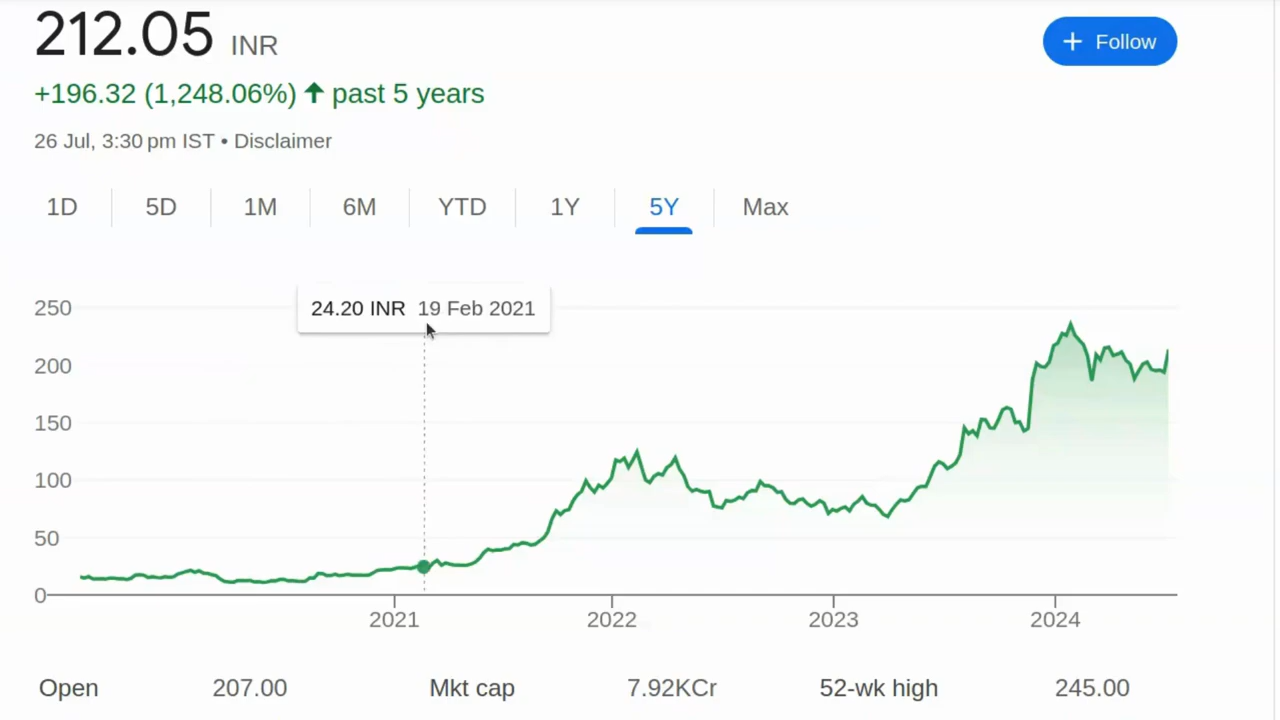 212.05 INR
+ Follow
+196.32 (1,248.06%) ↑ past 5 years
26 Jul, 3:30 pm IST • Disclaimer
1D 5D 1M 6M YTD 1Y 5Y Max
24.20 INR 19 Feb 2021
250
200
150
100
50
0
2021 2022 2023 2024
Open 207.00 Mkt cap 7.92KCr 52-wk high 245.00